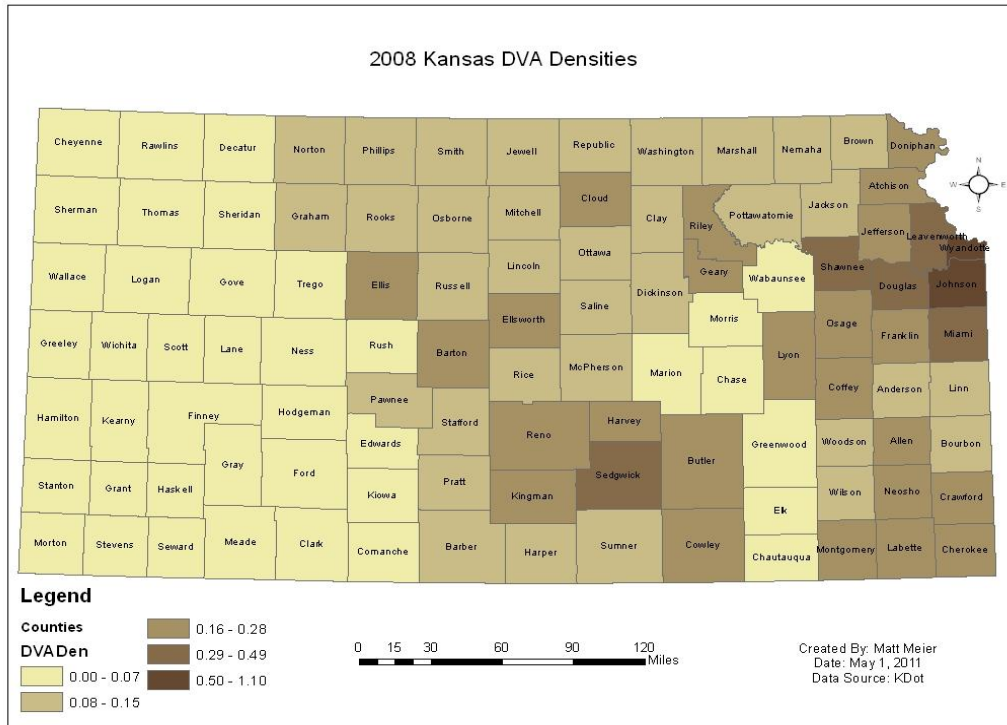 2008 Kansas DVA Densities
Cheyenne Rawlins Decatur Norton Phillips Smith Jewell Republic Washington Marshall Nemaha Brown Doniphan
N
W E
S
Sherman Thomas Sheridan Graham Rooks Osborne Mitchell Cloud Clay Riley Pottawatomie Jackson Atchison Jefferson Leavenworth Wyandotte
Wallace Logan Gove Trego Ellis Russell Lincoln Ottawa Saline Dickinson Geary Wabaunsee Shawnee Douglas Johnson
Greeley Wichita Scott Lane Ness Rush Barton Ellsworth Rice McPherson Marion Morris Chase Lyon Osage Franklin Miami
Hamilton Kearny Finney Hodgeman Pawnee Stafford Reno Harvey Coffey Anderson Linn
Gray Ford Edwards Kiowa Pratt Kingman Sedgwick Butler Greenwood Woodson Allen Bourbon
Stanton Grant Haskell Elk Wilson Neosho Crawford
Morton Stevens Seward Meade Clark Comanche Barber Harper Sumner Cowley Chautauqua Montgomery Labette Cherokee
Legend
Counties
DVADen
0.00 - 0.07
0.08 - 0.15
0.16 - 0.28
0.29 - 0.49
0.50 - 1.10
0 15 30 60 90 120
Miles
Created By: Matt Meier
Date: May 1, 2011
Data Source: KDot